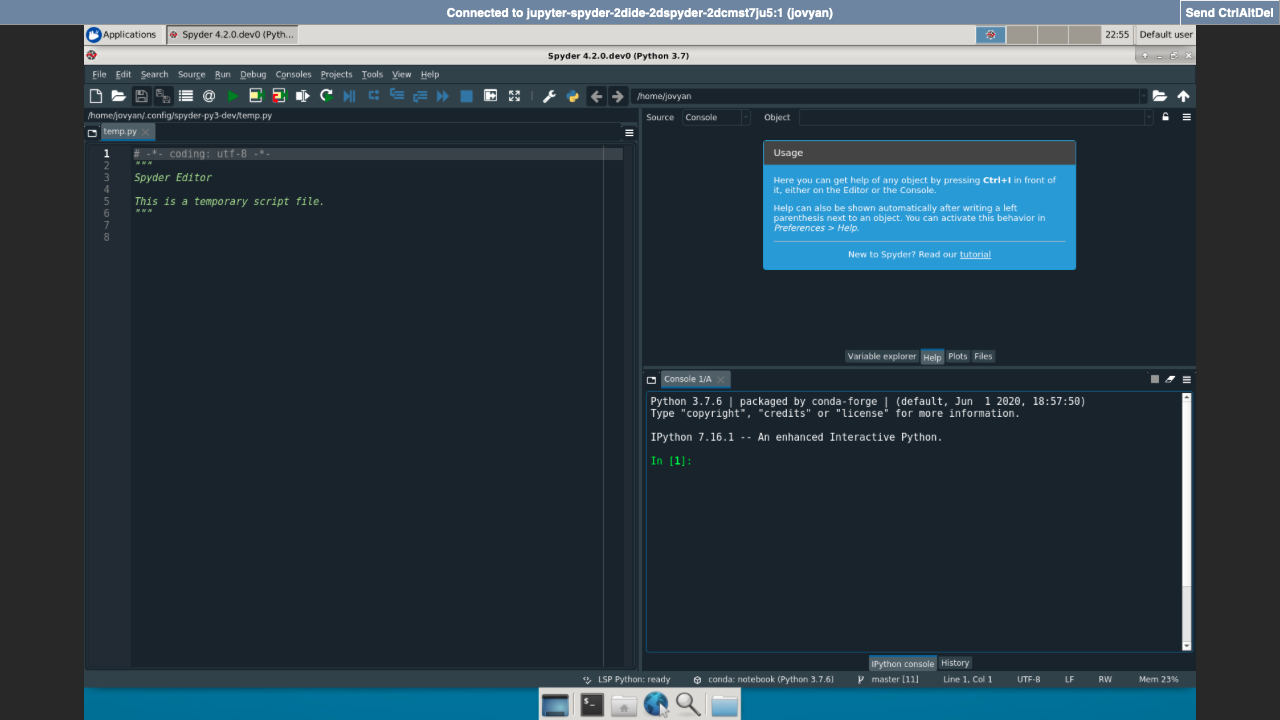 Connected to jupyter-spyder-2dide-2dspyder-2dcmst7ju5:1 (jovyan)
Send CtrlAltDel
Applications
Spyder 4.2.0.dev0 (Pyth...
22:55
Default user
Spyder 4.2.0.dev0 (Python 3.7)
File Edit Search Source Run Debug Consoles Projects Tools View Help
/home/jovyan
/home/jovyan/.config/spyder-py3-dev/temp.py
temp.py
1 # -*- coding: utf-8 -*-
2 """
3 Spyder Editor
4
5 This is a temporary script file.
6 """
7
8
Source Console Object
Usage
Here you can get help of any object by pressing Ctrl+I in front of
it, either on the Editor or the Console.
Help can also be shown automatically after writing a left
parenthesis next to an object. You can activate this behavior in
Preferences > Help.
New to Spyder? Read our tutorial
Variable explorer Help Plots Files
Console 1/A
Python 3.7.6 | packaged by conda-forge | (default, Jun  1 2020, 18:57:50)
Type "copyright", "credits" or "license" for more information.
IPython 7.16.1 -- An enhanced Interactive Python.
In [1]:
IPython console History
LSP Python: ready conda: notebook (Python 3.7.6) master [11] Line 1, Col 1 UTF-8 LF RW Mem 23%